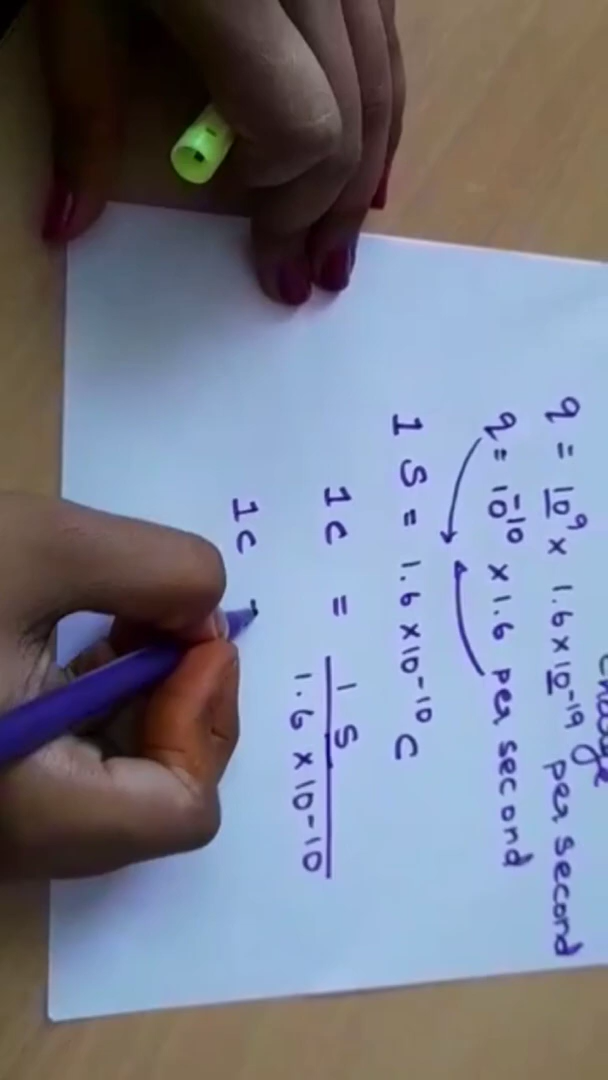 q = 10⁹ x 1.6x10⁻¹⁹ per second
q = 10⁻¹⁰ x 1.6 per second
1 S = 1.6 x10⁻¹⁰ C
1c = 1 S
1.6 x 10-10
1c